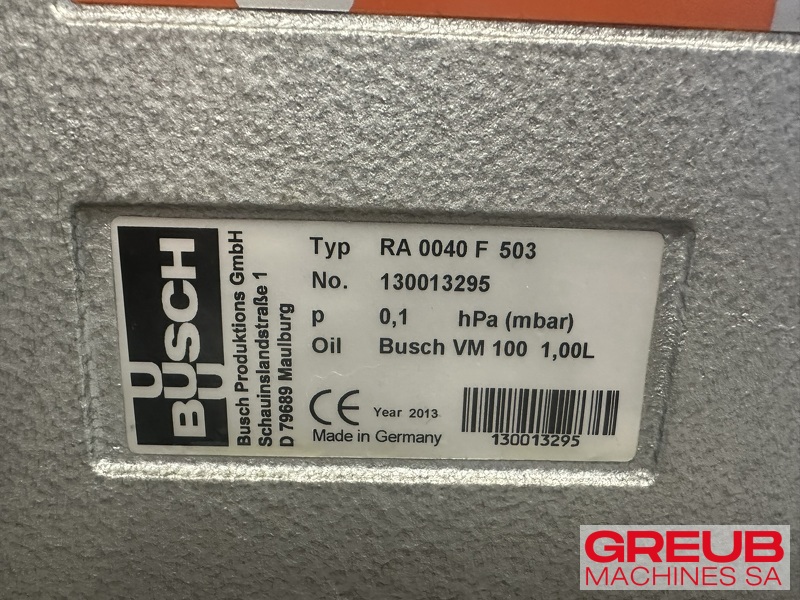 BUSCH
Busch Produktions GmbH
Schauinslandstraße 1
D 79689 Maulburg
Typ RA 0040 F 503
No. 130013295
p 0,1 hPa (mbar)
Oil Busch VM 100 1,00L
CE Year 2013
Made in Germany
130013295
GREUB
MACHINES SA